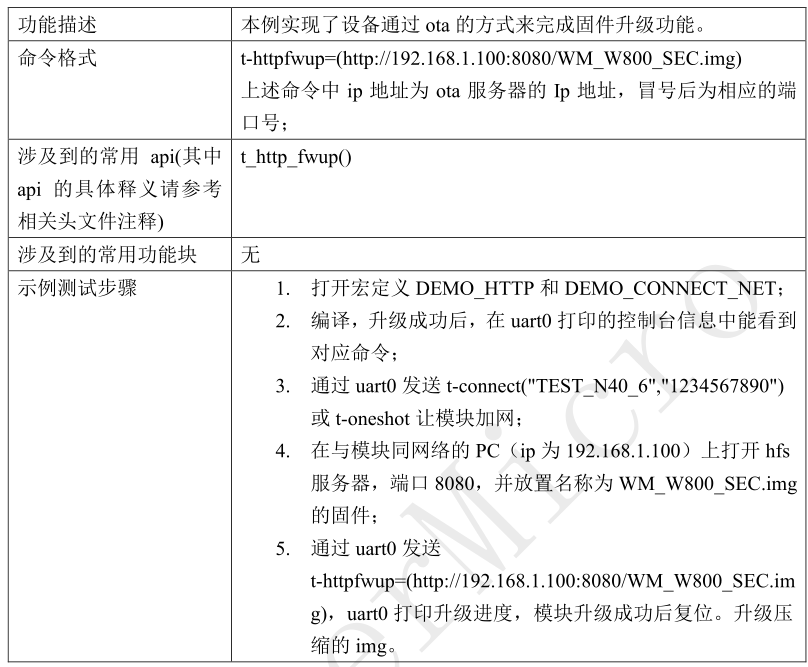 功能描述
本例实现了设备通过 ota 的方式来完成固件升级功能。
命令格式
t-httpfwup=(http://192.168.1.100:8080/WM_W800_SEC.img)
上述命令中 ip 地址为 ota 服务器的 Ip 地址，冒号后为相应的端
口号；
涉及到的常用 api(其中
api 的具体释义请参考
相关头文件注释)
t_http_fwup()
涉及到的常用功能块
无
示例测试步骤
1. 打开宏定义 DEMO_HTTP 和 DEMO_CONNECT_NET；
2. 编译，升级成功后，在 uart0 打印的控制台信息中能看到
对应命令；
3. 通过 uart0 发送 t-connect("TEST_N40_6","1234567890")
或 t-oneshot 让模块加网；
4. 在与模块同网络的 PC（ip 为 192.168.1.100）上打开 hfs
服务器，端口 8080，并放置名称为 WM_W800_SEC.img
的固件；
5. 通过 uart0 发送
t-httpfwup=(http://192.168.1.100:8080/WM_W800_SEC.im
g)，uart0 打印升级进度，模块升级成功后复位。升级压
缩的 img。
erMicro